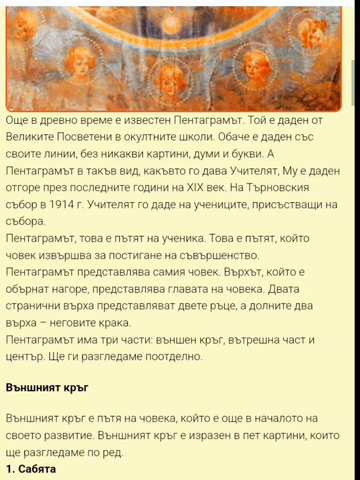 Още в древно време е известен Пентаграмът. Той е даден от
Великите Посветени в окултните школи. Обаче е даден със
своите линии, без никакви картини, думи и букви. А
Пентаграмът в такъв вид, какъвто го дава Учителят, Му е даден
отгоре през последните години на XIX век. На Търновския
събор в 1914 г. Учителят го даде на учениците, присъстващи на
събора.
Пентаграмът, това е пътят на ученика. Това е пътят, който
човек извършва за постигане на съвършенство.
Пентаграмът представлява самия човек. Върхът, който е
обърнат нагоре, представлява главата на човека. Двата
странични върха представляват двете ръце, а долните два
върха – неговите крака.
Пентаграмът има три части: външен кръг, вътрешна част и
център. Ще ги разгледаме поотделно.
Външният кръг
Външният кръг е пътя на човека, който е още в началото на
своето развитие. Външният кръг е изразен в пет картини, които
ще разгледаме по ред.
1. Сабята